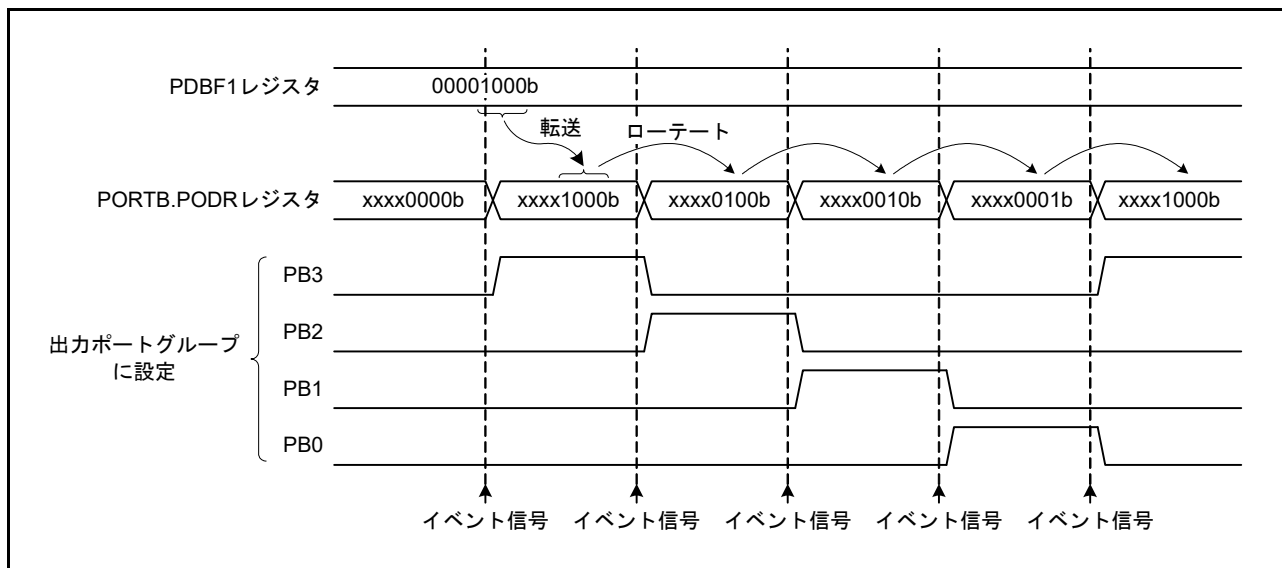 PDBF1レジスタ
00001000b
転送
ローテート
PORTB.PODRレジスタ
xxxx0000b
xxxx1000b
xxxx0100b
xxxx0010b
xxxx0001b
xxxx1000b
出力ポートグループ
に設定
PB3
PB2
PB1
PB0
イベント信号
イベント信号
イベント信号
イベント信号
イベント信号